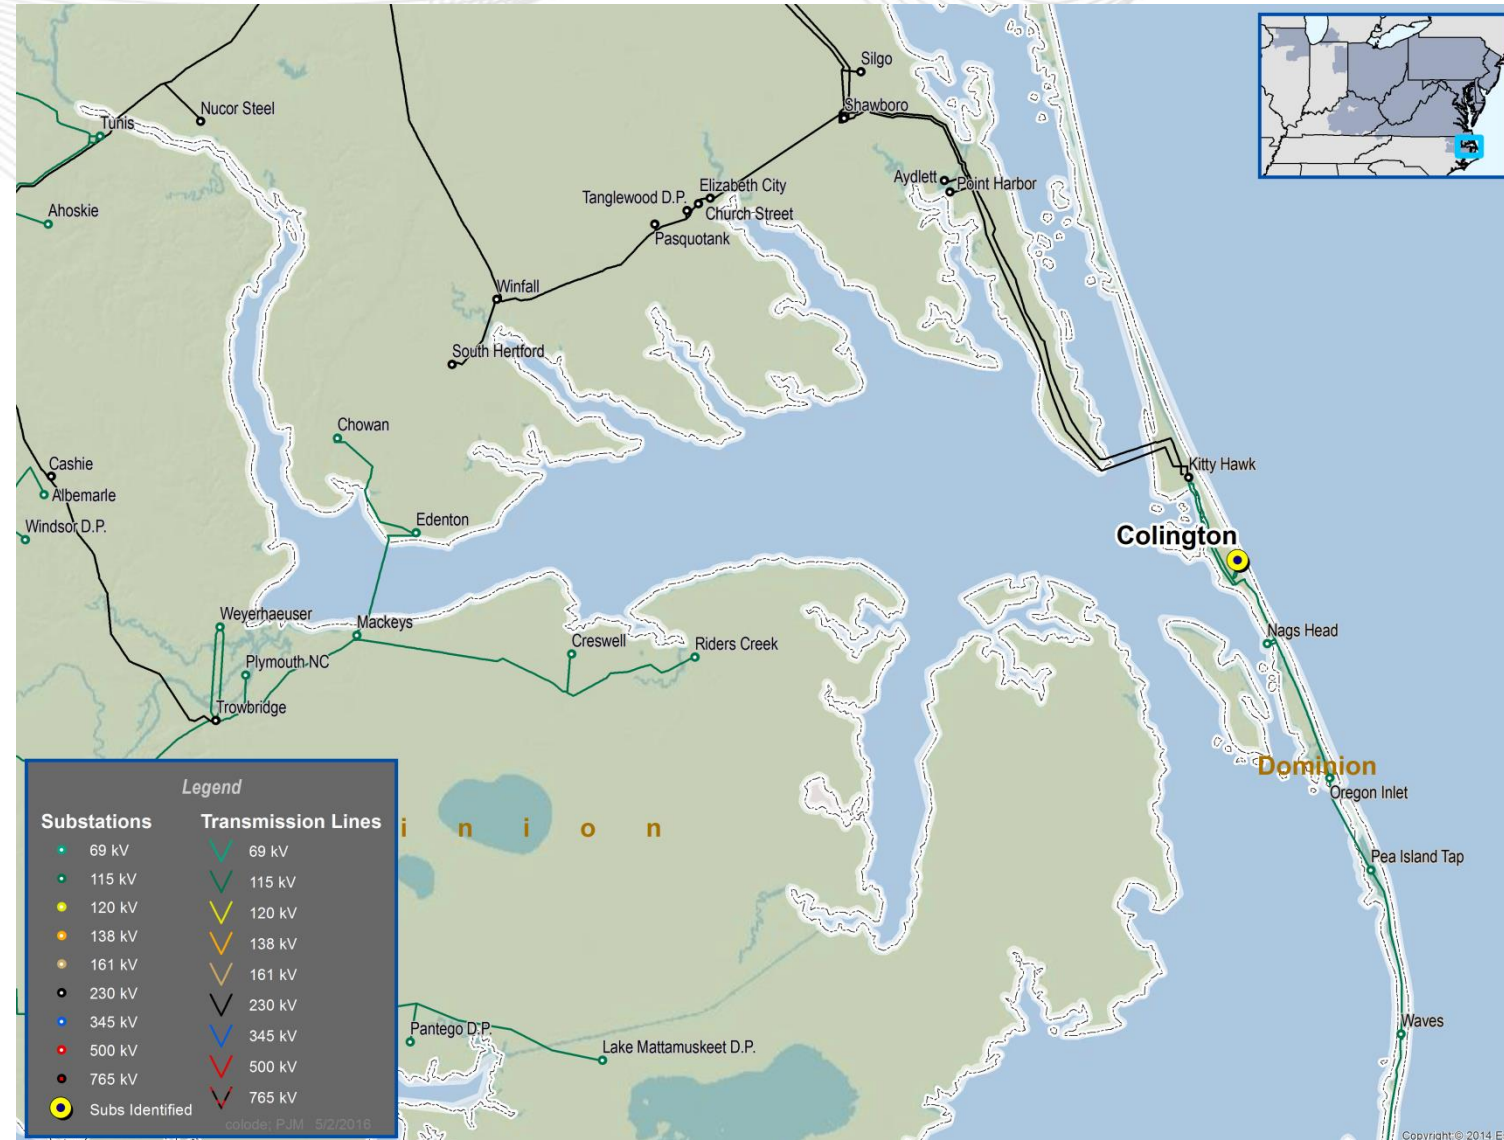 Silgo
Nucor Steel
Shawboro
Tunis
Aydlett
Point Harbor
Elizabeth City
Tanglewood D.P.
Church Street
Ahoskie
Pasquotank
Winfall
South Hertford
Chowan
Kitty Hawk
Cashie
Albemarle
Edenton
Windsor D.P.
Colington
Weyerhaeuser
Mackeys
Nags Head
Creswell
Riders Creek
Plymouth NC
Trowbridge
Dominion
Oregon Inlet
i n i o n
Pea Island Tap
Waves
Pantego D.P.
Lake Mattamuskeet D.P.
Legend
Substations Transmission Lines
69 kV 69 kV
115 kV 115 kV
120 kV 120 kV
138 kV 138 kV
161 kV 161 kV
230 kV 230 kV
345 kV 345 kV
500 kV 500 kV
765 kV 765 kV
Subs Identified
colode; PJM 5/2/2016
Copyright:© 2014 E